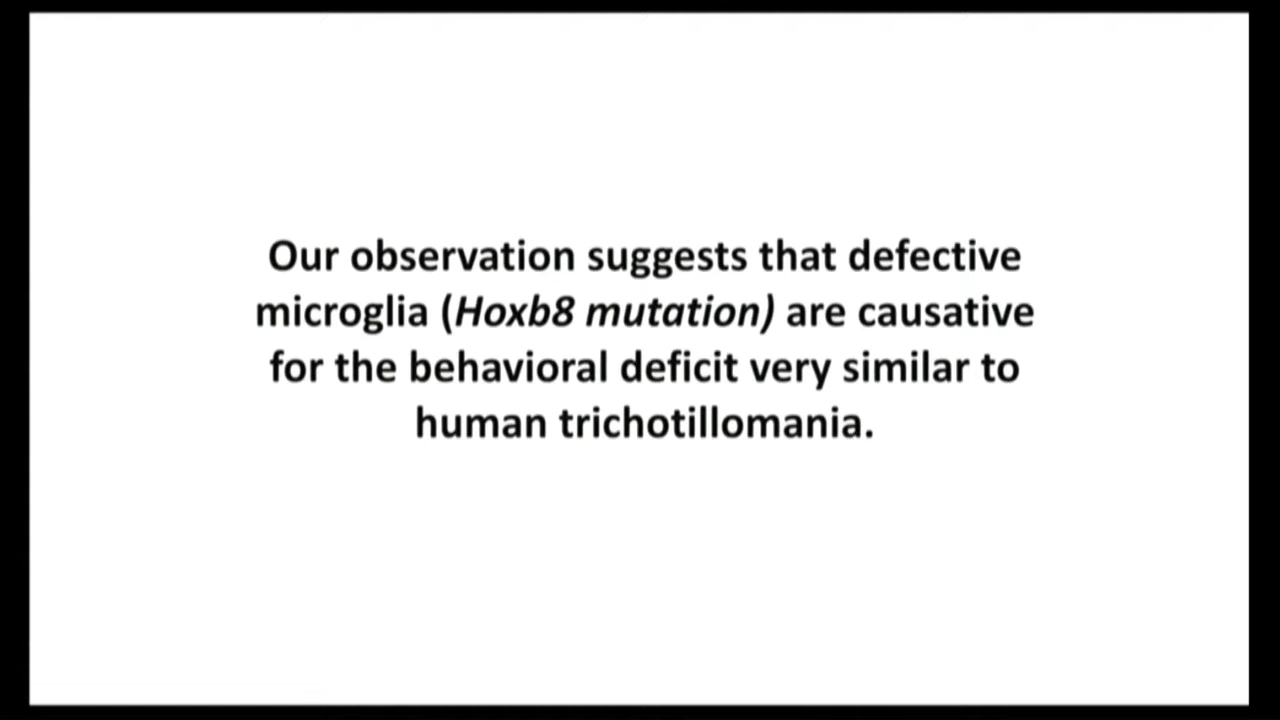 Our observation suggests that defective
microglia (Hoxb8 mutation) are causative
for the behavioral deficit very similar to
human trichotillomania.